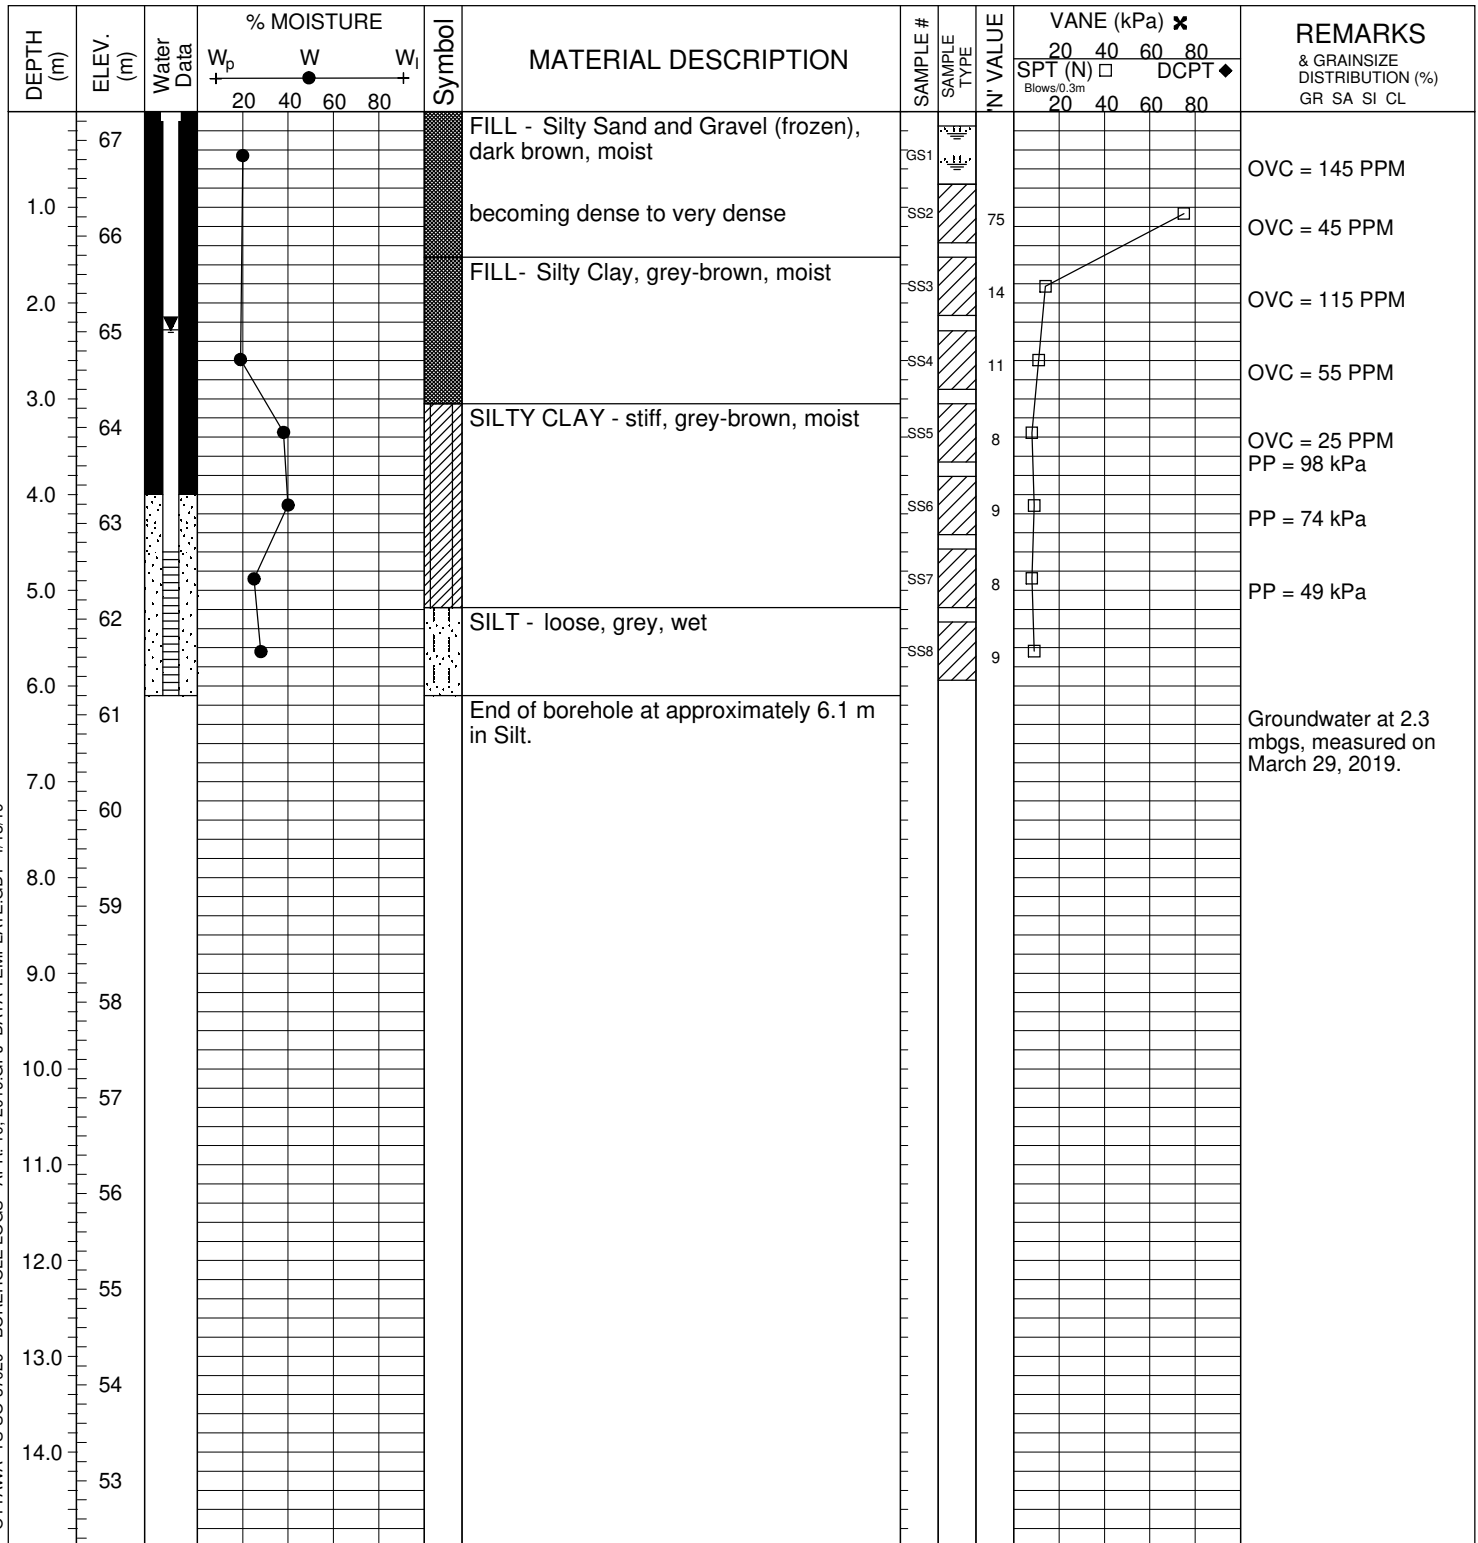 DEPTH (m)
ELEV. (m)
Water Data
% MOISTURE
Wp W Wl
20 40 60 80
Symbol
MATERIAL DESCRIPTION
SAMPLE #
SAMPLE TYPE
'N' VALUE
VANE (kPa)
20 40 60 80
SPT (N) DCPT
Blows/0.3m
20 40 60 80
REMARKS
& GRAINSIZE
DISTRIBUTION (%)
GR SA SI CL
FILL - Silty Sand and Gravel (frozen),
dark brown, moist
67
GS1
OVC = 145 PPM
1.0
becoming dense to very dense
SS2
75
OVC = 45 PPM
66
FILL- Silty Clay, grey-brown, moist
SS3
14
OVC = 115 PPM
2.0
65
SS4
11
OVC = 55 PPM
3.0
SILTY CLAY - stiff, grey-brown, moist
64
SS5
8
OVC = 25 PPM
PP = 98 kPa
4.0
SS6
9
63
PP = 74 kPa
SS7
8
5.0
PP = 49 kPa
62
SILT - loose, grey, wet
SS8
9
6.0
End of borehole at approximately 6.1 m
in Silt.
61
Groundwater at 2.3
mbgs, measured on
March 29, 2019.
7.0
60
8.0
59
9.0
58
10.0
57
11.0
56
12.0
55
13.0
54
14.0
53